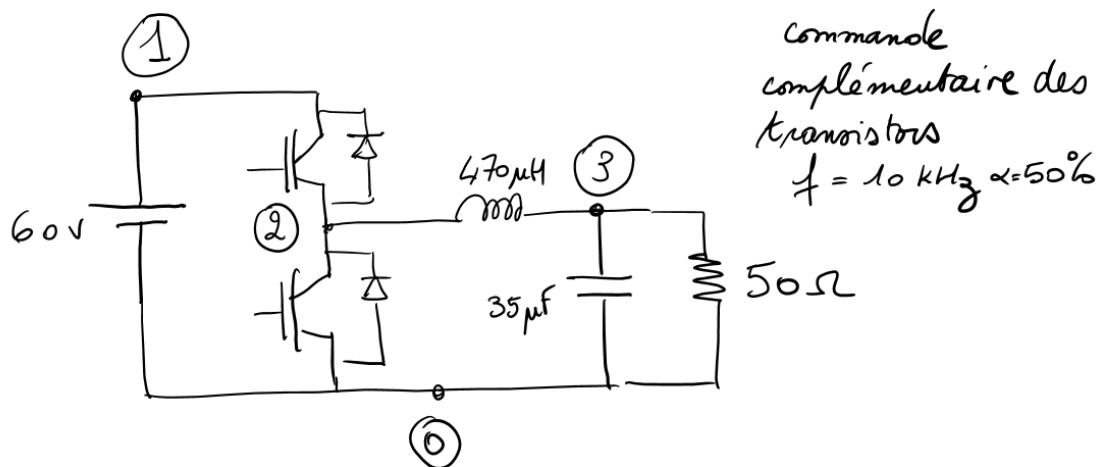 1
commande
complémentaire des
transistors
f = 10 kHz α=50%
470µH
3
60V
2
35µF
50Ω
0